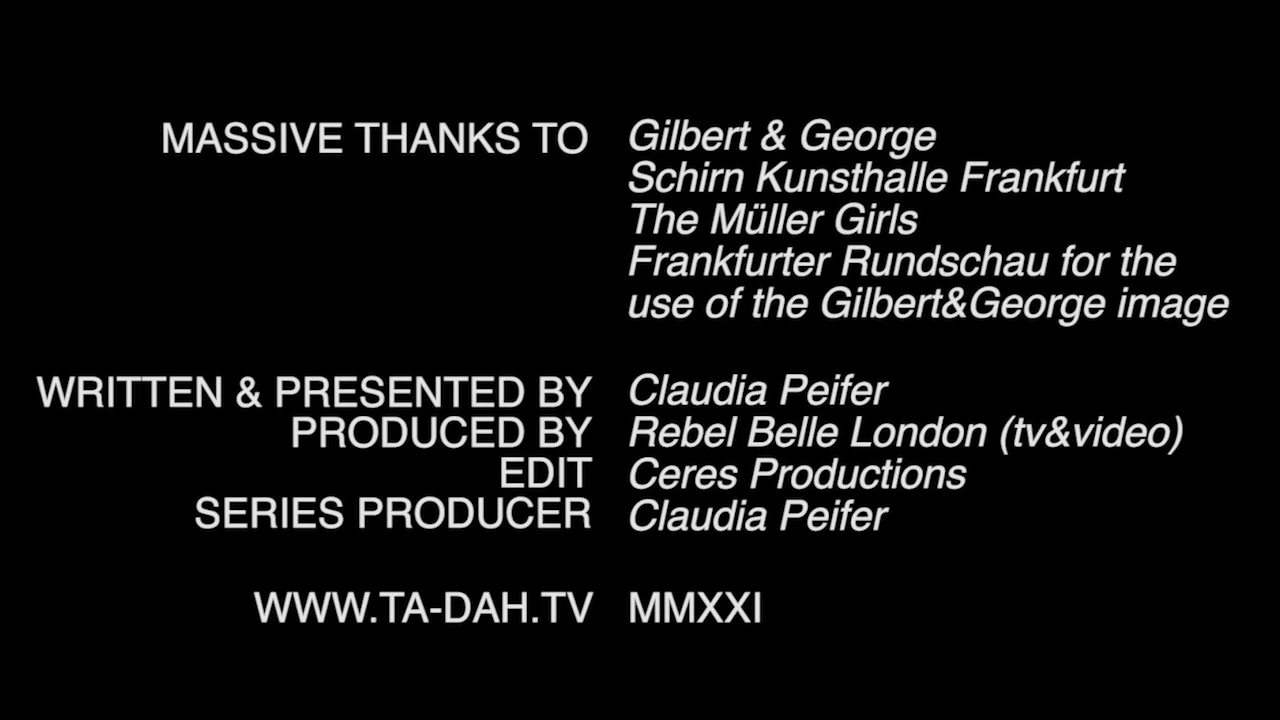 MASSIVE THANKS TO Gilbert & George
Schirn Kunsthalle Frankfurt
The Müller Girls
Frankfurter Rundschau for the
use of the Gilbert&George image
WRITTEN & PRESENTED BY Claudia Peifer
PRODUCED BY Rebel Belle London (tv&video)
EDIT Ceres Productions
SERIES PRODUCER Claudia Peifer
WWW.TA-DAH.TV MMXXI